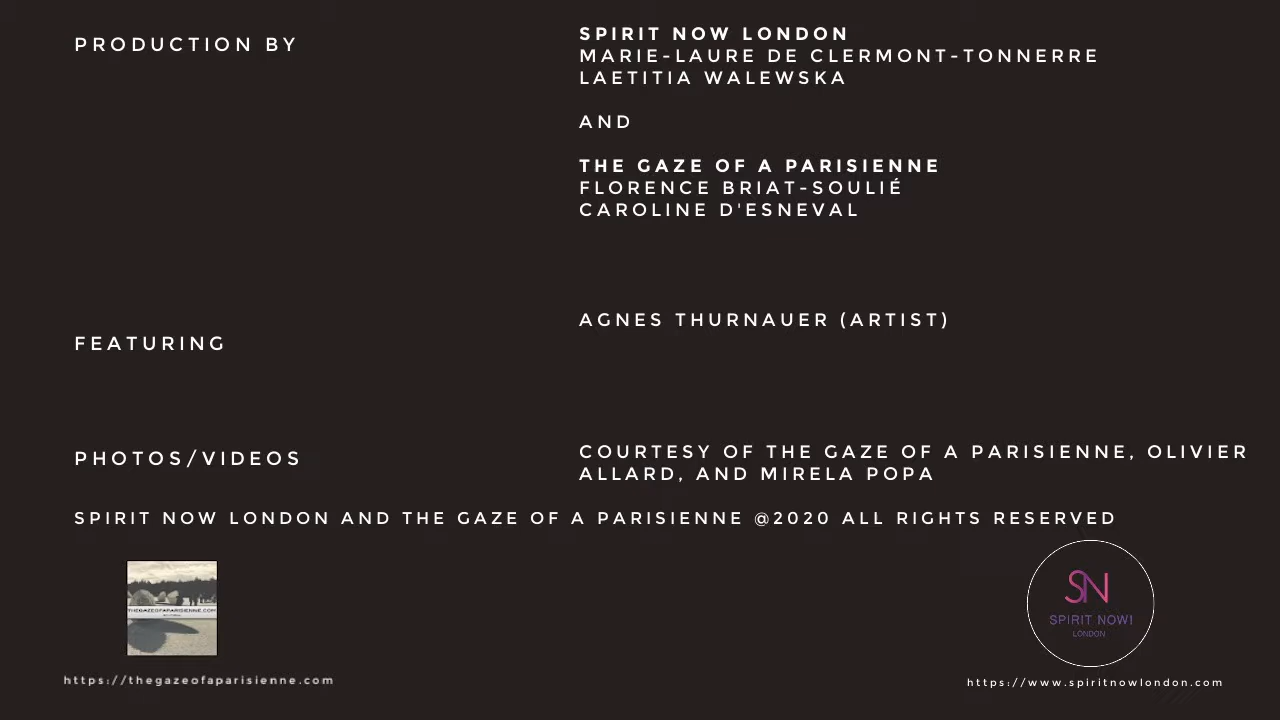 PRODUCTION BY
SPIRIT NOW LONDON
MARIE-LAURE DE CLERMONT-TONNERRE
LAETITIA WALEWSKA
AND
THE GAZE OF A PARISIENNE
FLORENCE BRIAT-SOULIÉ
CAROLINE D'ESNEVAL
FEATURING
AGNES THURNAUER (ARTIST)
PHOTOS/VIDEOS
COURTESY OF THE GAZE OF A PARISIENNE, OLIVIER
ALLARD, AND MIRELA POPA
SPIRIT NOW LONDON AND THE GAZE OF A PARISIENNE @2020 ALL RIGHTS RESERVED
THEGAZEOFAPARISIENNE.COM
https://thegazeofaparisienne.com
SN
SPIRIT NOW!
LONDON
https://www.spiritnowlondon.com